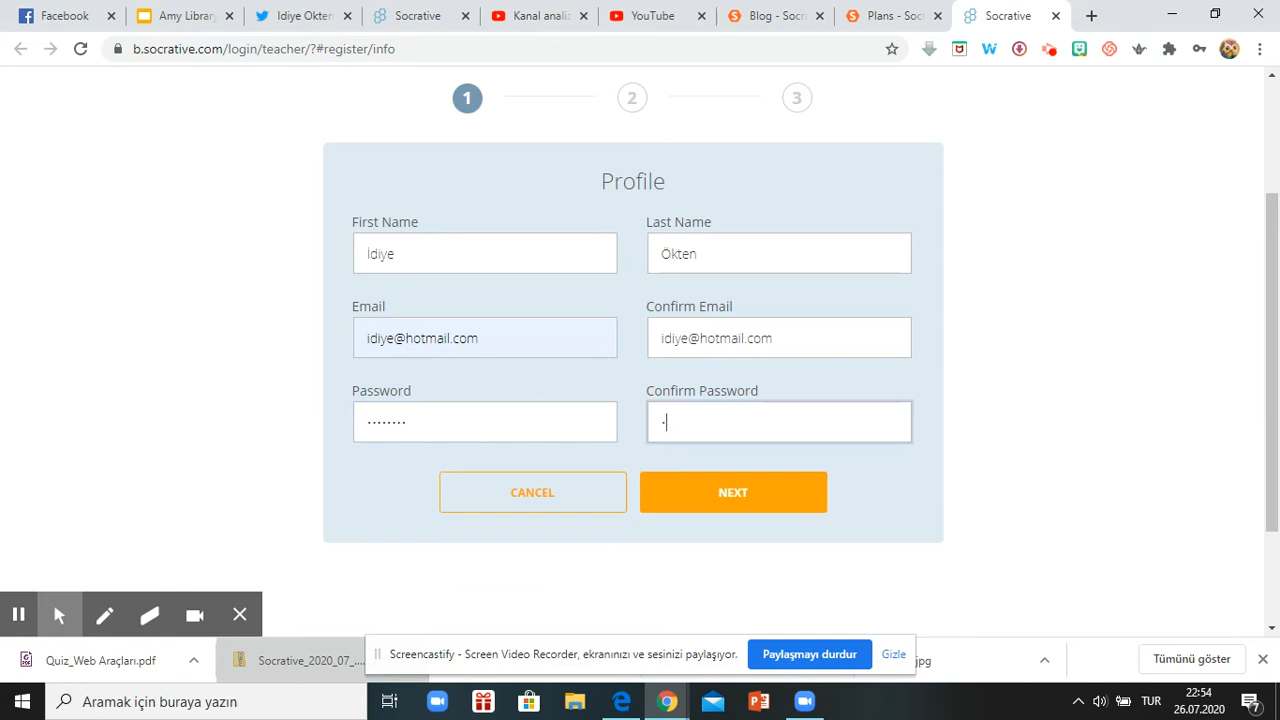 Facebook
Amy Library
Idiye Okten
Socrative
Kanal analiz
YouTube
Blog - Socra
Plans - Socr
Socrative
b.socrative.com/login/teacher/?#register/info
1
2
3
Profile
First Name
Last Name
İdiye
Ökten
Email
Confirm Email
idiye@hotmail.com
idiye@hotmail.com
Password
Confirm Password
CANCEL
NEXT
Quiz_Web Araçları.pdf
Socrative_2020_07_...
Screencastify - Screen Video Recorder, ekranınızı ve sesinizi paylaşıyor.
Paylaşmayı durdur
Gizle
jpg
Tümünü göster
Aramak için buraya yazın
TUR
22:54
26.07.2020
7